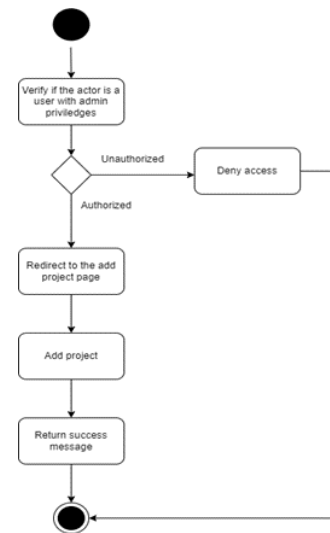 Verify if the actor is a
user with admin
priviledges
Unauthorized
Deny access
Authorized
Redirect to the add
project page
Add project
Return success
message